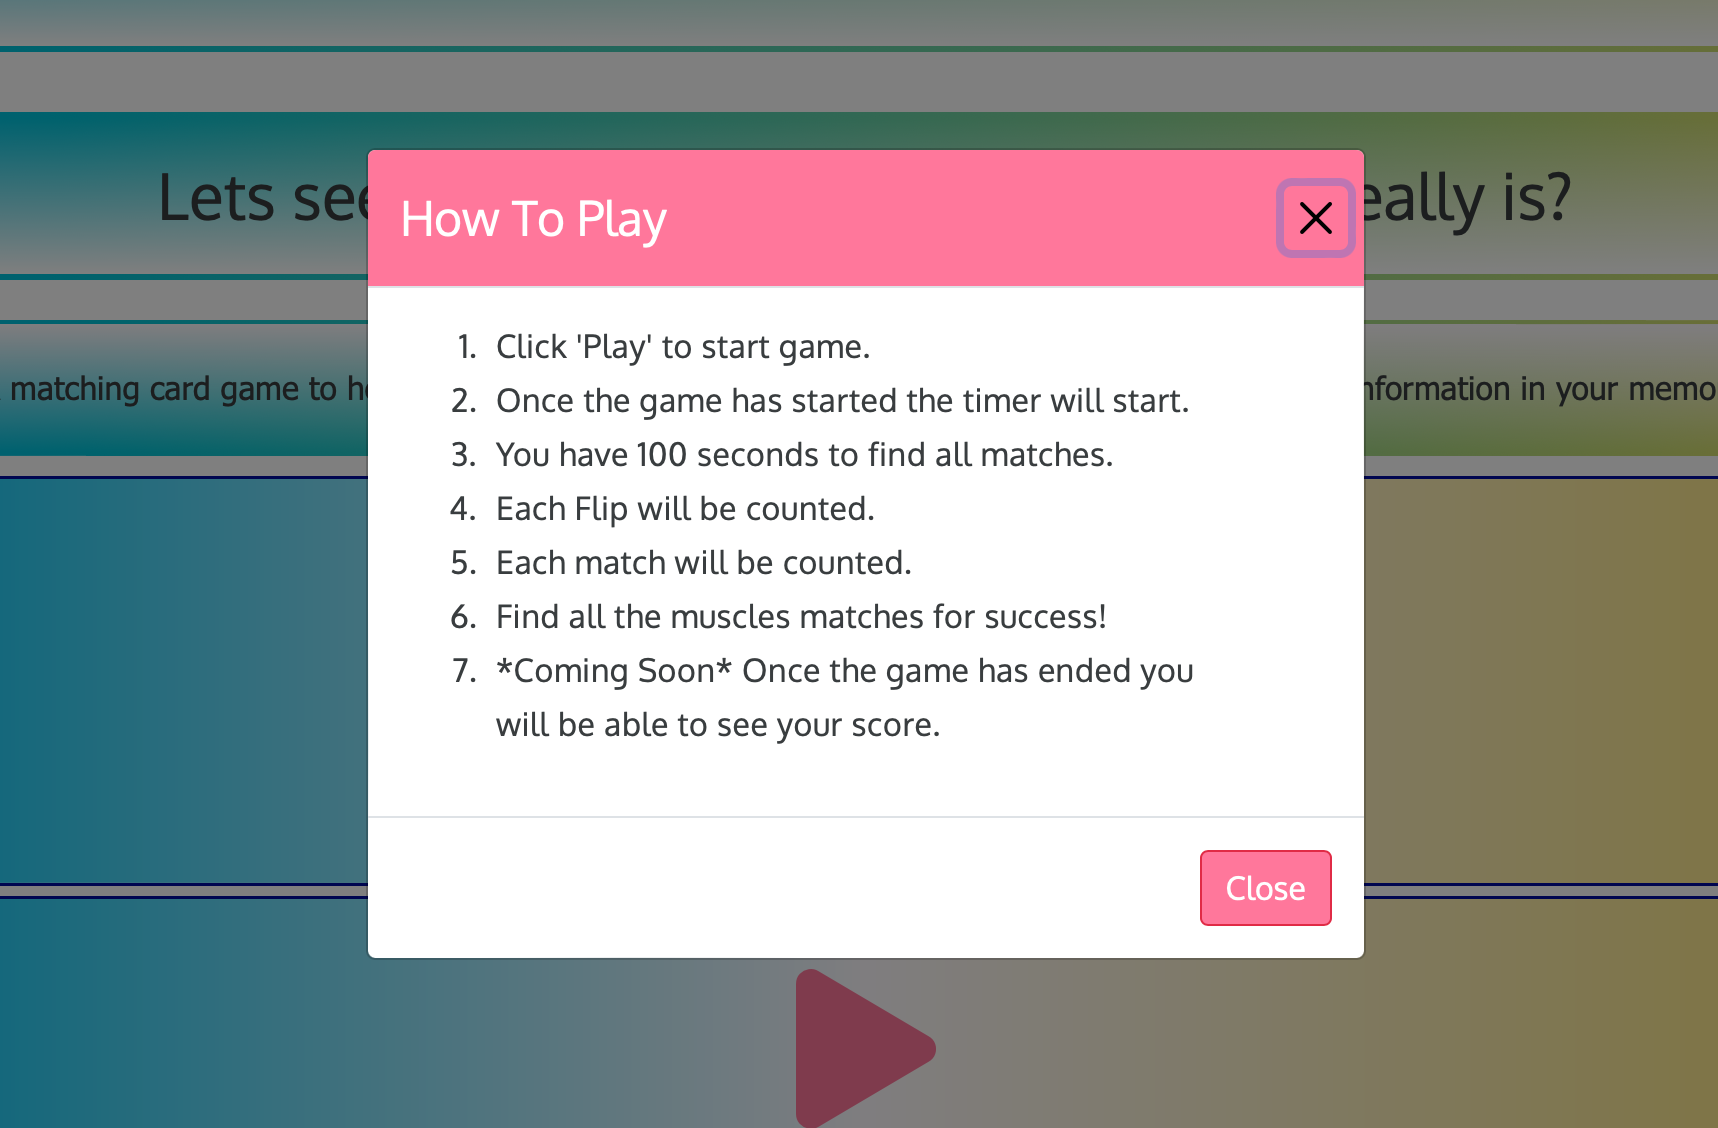 Lets see
eally is?
How To Play
matching card game to h
nformation in your memo
1. Click 'Play' to start game.
2. Once the game has started the timer will start.
3. You have 100 seconds to find all matches.
4. Each Flip will be counted.
5. Each match will be counted.
6. Find all the muscles matches for success!
7. *Coming Soon* Once the game has ended you
will be able to see your score.
Close